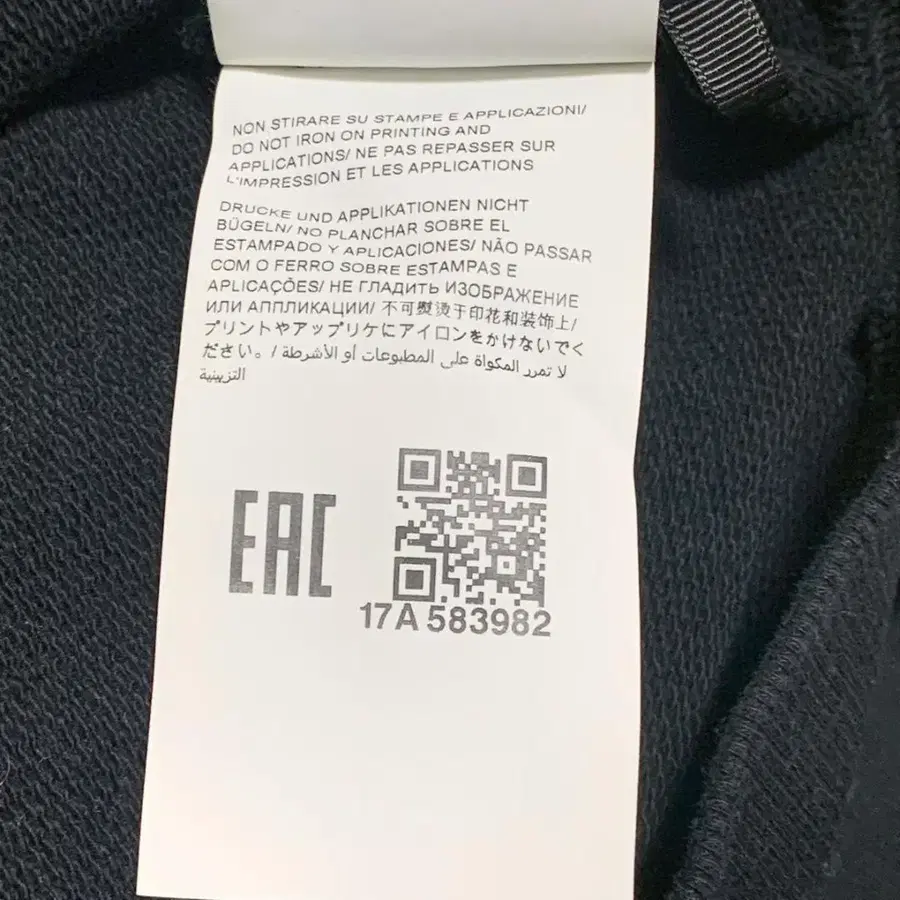 NON STIRARE SU STAMPE E APPLICAZIONI/
DO NOT IRON ON PRINTING AND
APPLICATIONS/ NE PAS REPASSER SUR
L'IMPRESSION ET LES APPLICATIONS
DRUCKE UND APPLIKATIONEN NICHT
BÜGELN/ NO PLANCHAR SOBRE EL
ESTAMPADO Y APLICACIONES/ NÃO PASSAR
COM O FERRO SOBRE ESTAMPAS E
APLICAÇÕES/ НЕ ГЛАДИТЬ ИЗОБРАЖЕНИЕ
ИЛИ АППЛИКАЦИИ/ 不可熨烫于印花和装饰上/
プリントやアップリケにアイロンをかけないでく
ださい。/ لا تمرر المكواة على المطبوعات أو الأشرطة
التزيينية
EAC
17A 583982